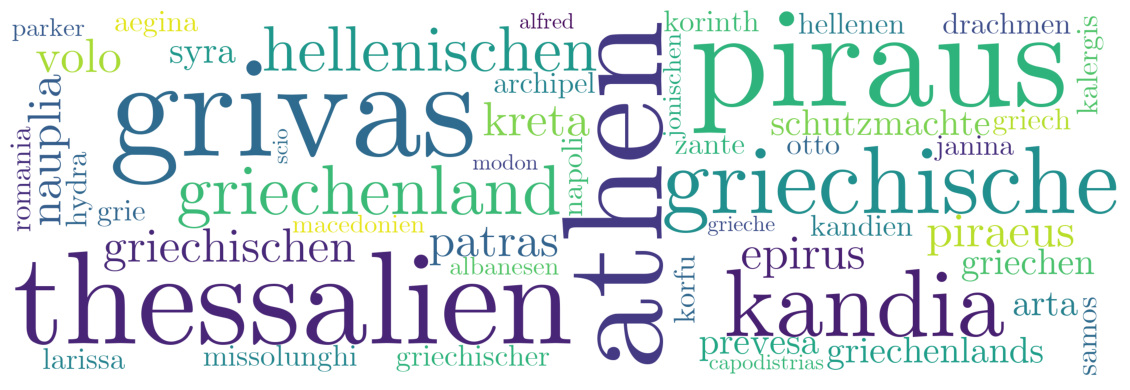 parker
aegina
volo
syra
hellenischen
alfred
archipel
grivas
kreta
romania
nauplia
hydra
scio
modon
napoli
griechenland
grie
macedonien
griechischen
patras
albanesen
thessalien
larissa
missolunghi
griechischer
athen
korinth
hellenen
drachmen
kalergis
jonischen
piraus
schutzmachte
griech
zante
otto
janina
griechische
grieche
kandien
piraeus
epirus
griechen
korfu
kandia
arta
samos
prevesa
griechenlands
capodistrias